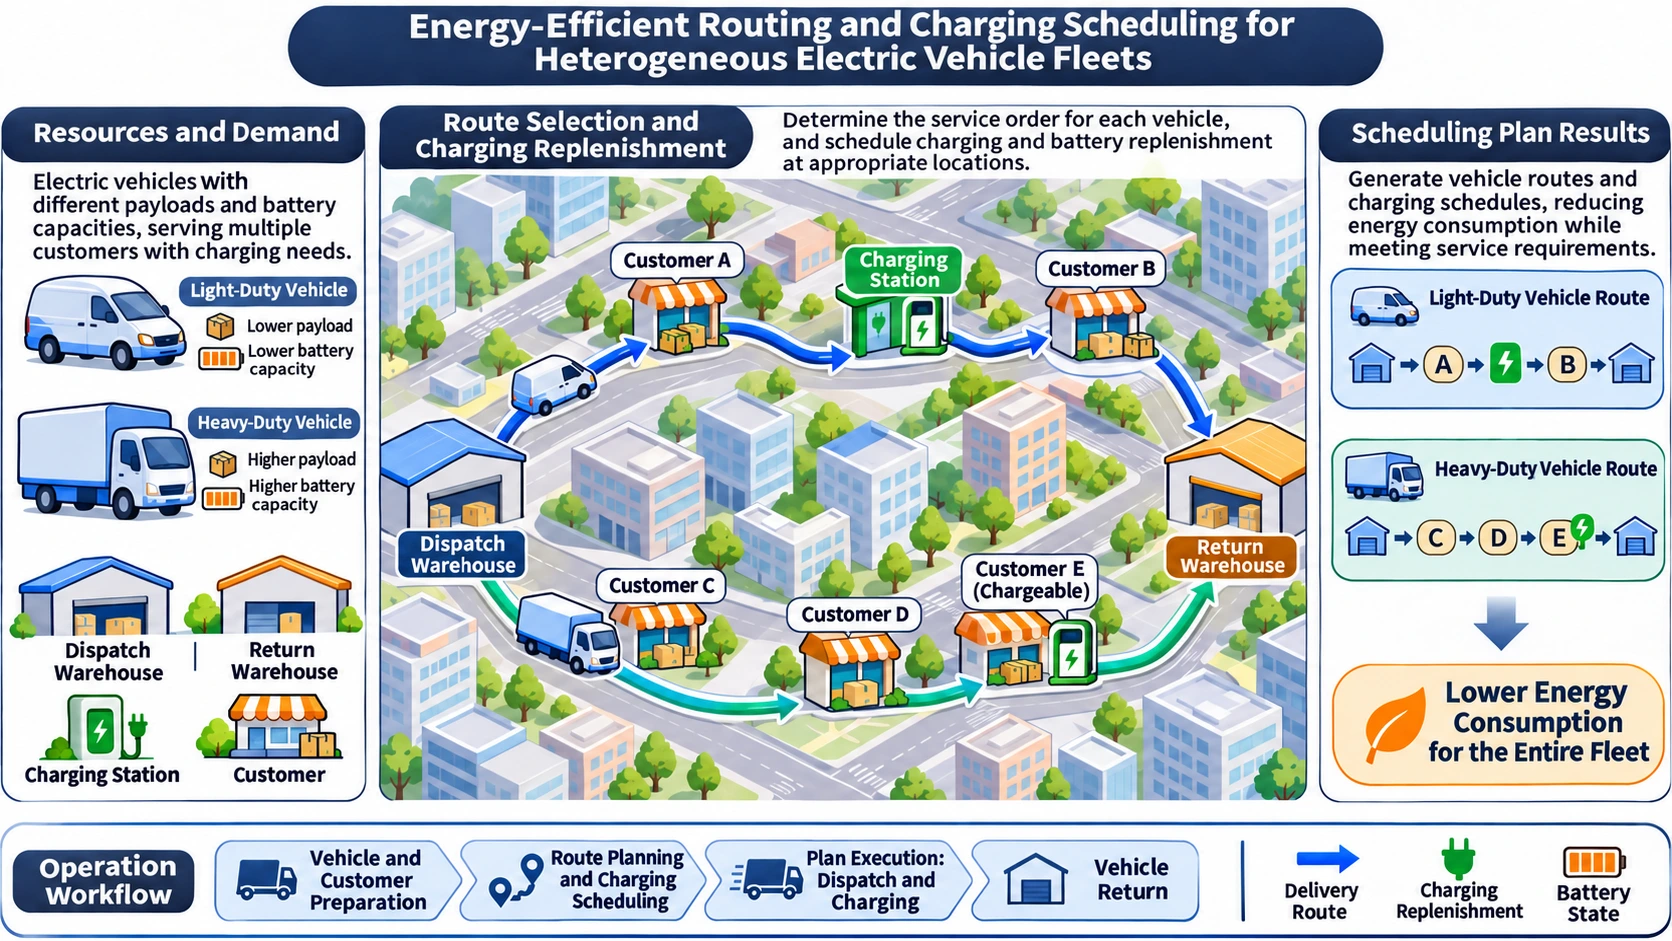 Energy-Efficient Routing and Charging Scheduling for
Heterogeneous Electric Vehicle Fleets
Resources and Demand
Electric vehicles with
different payloads and battery
capacities, serving multiple
customers with charging needs.
Light-Duty Vehicle
Lower payload
Lower battery
capacity
Heavy-Duty Vehicle
Higher payload
Higher battery
capacity
Dispatch
Warehouse
Return
Warehouse
Charging Station
Customer
Route Selection and
Charging Replenishment
Determine the service order for each vehicle,
and schedule charging and battery replenishment
at appropriate locations.
Customer A
Charging
Station
Customer B
Dispatch
Warehouse
Return
Warehouse
Customer C
Customer D
Customer E
(Chargeable)
Scheduling Plan Results
Generate vehicle routes and
charging schedules, reducing
energy consumption while
meeting service requirements.
Light-Duty Vehicle Route
A
B
Heavy-Duty Vehicle Route
C
D
E
Lower Energy
Consumption
for the Entire Fleet
Operation
Workflow
Vehicle and
Customer
Preparation
Route Planning
and Charging
Scheduling
Plan Execution:
Dispatch and
Charging
Vehicle
Return
Delivery
Route
Charging
Replenishment
Battery
State